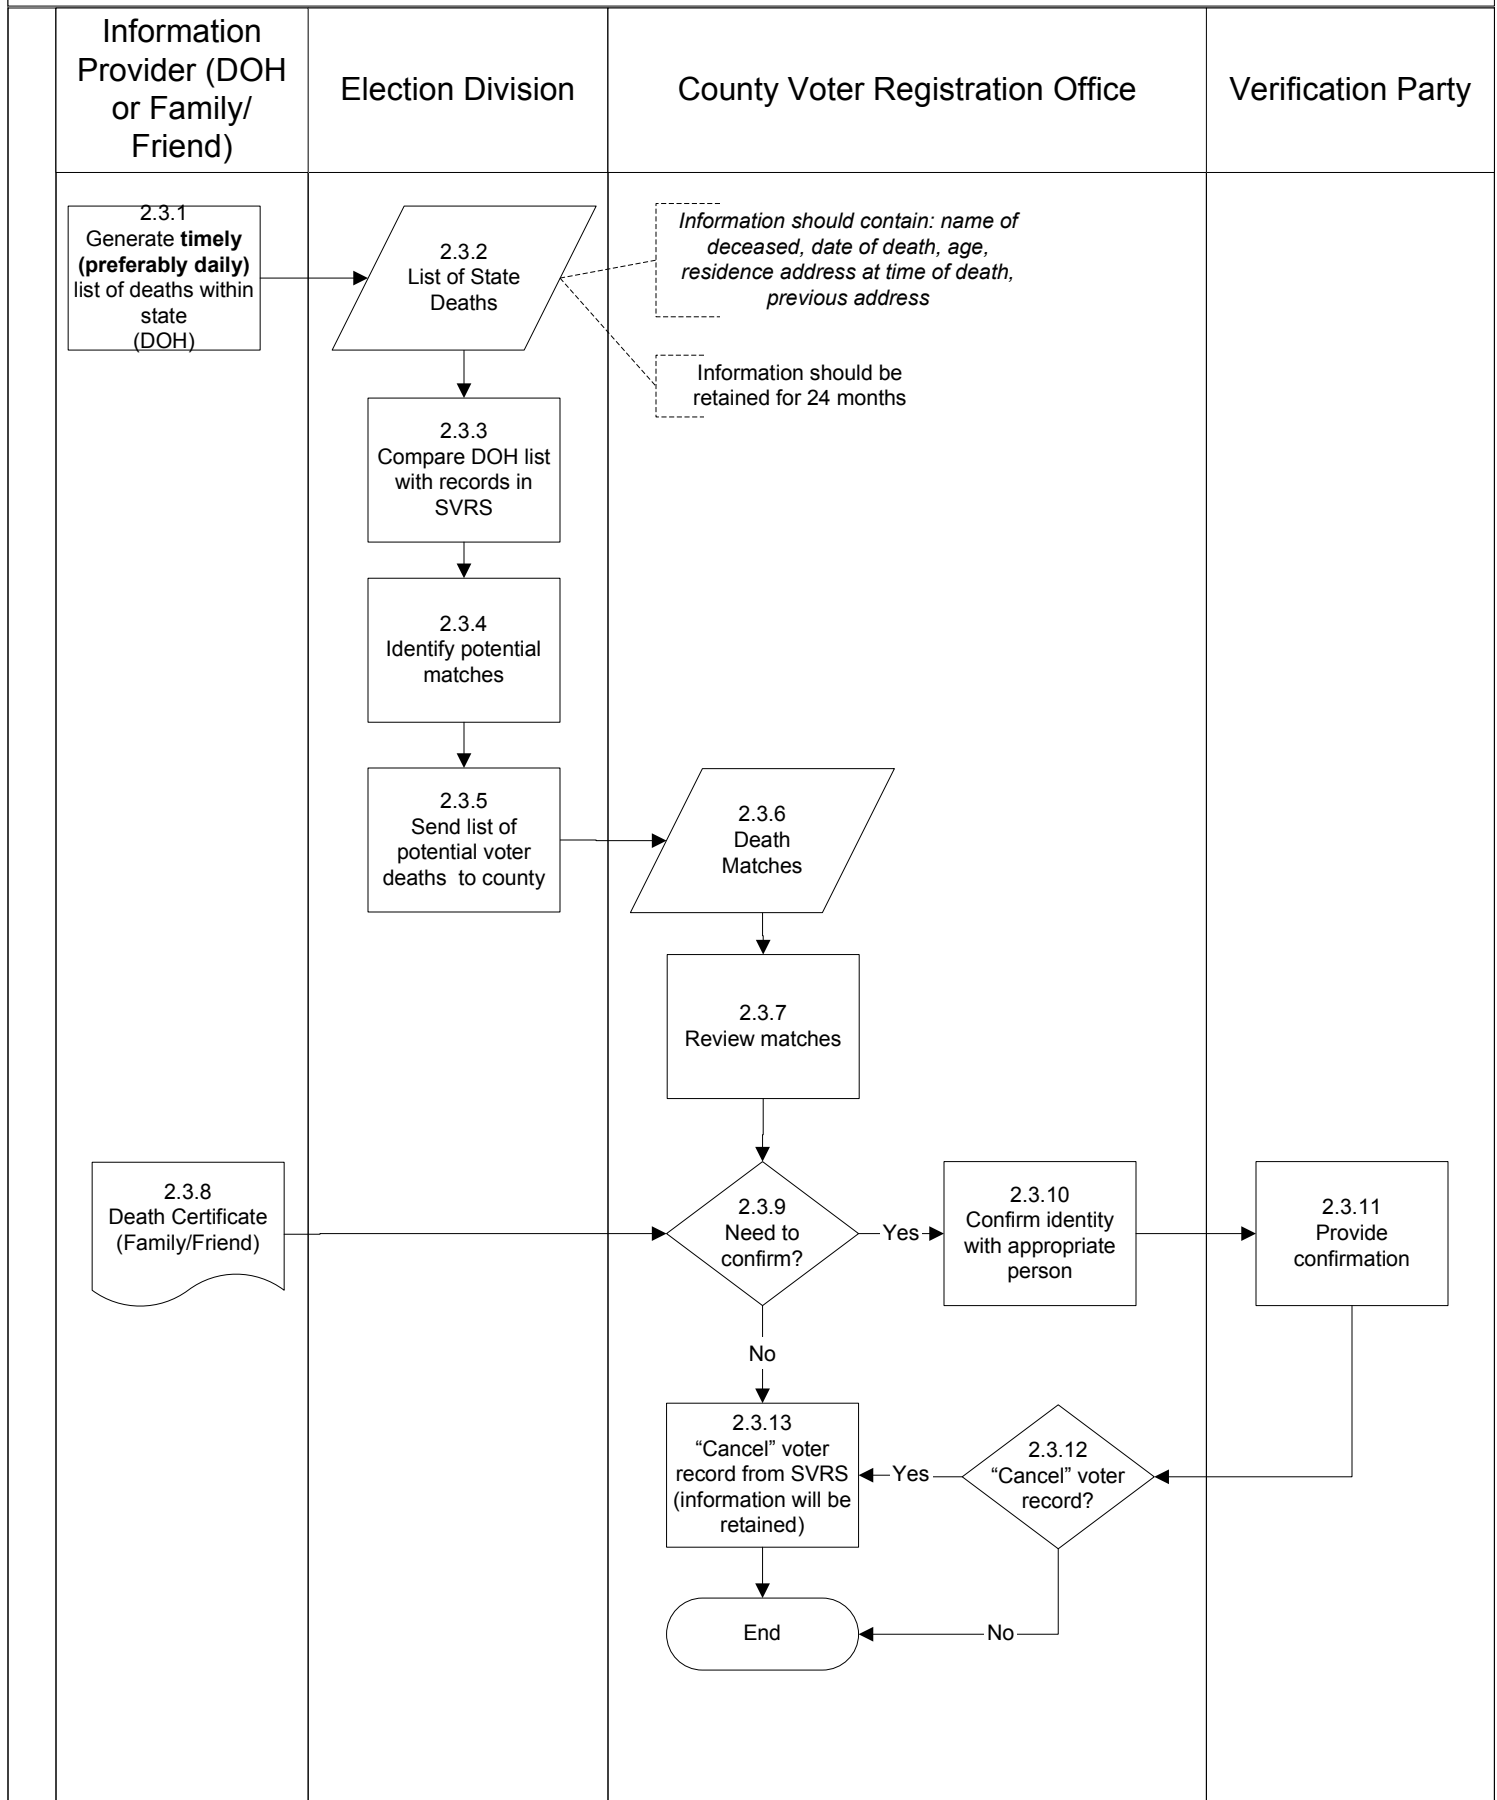 Information
Provider (DOH
or Family/
Friend)
Election Division
County Voter Registration Office
Verification Party
2.3.1
Generate timely
(preferably daily)
list of deaths within
state
(DOH)
2.3.2
List of State
Deaths
Information should contain: name of
deceased, date of death, age,
residence address at time of death,
previous address
Information should be
retained for 24 months
2.3.3
Compare DOH list
with records in
SVRS
2.3.4
Identify potential
matches
2.3.5
Send list of
potential voter
deaths to county
2.3.6
Death
Matches
2.3.7
Review matches
2.3.8
Death Certificate
(Family/Friend)
2.3.9
Need to
confirm?
Yes
2.3.10
Confirm identity
with appropriate
person
2.3.11
Provide
confirmation
No
2.3.13
“Cancel” voter
record from SVRS
(information will be
retained)
Yes
2.3.12
“Cancel” voter
record?
End
No